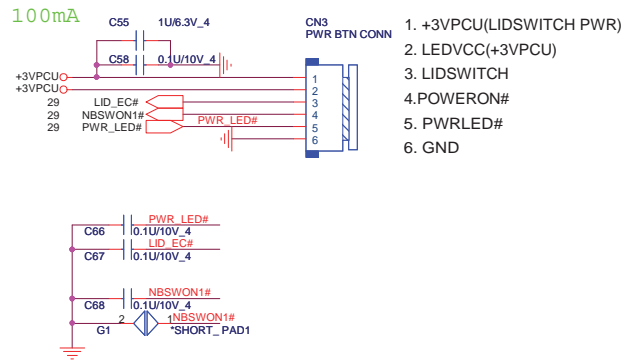 100mA
C55 1U/6.3V_4
C58 0.1U/10V_4
CN3
PWR BTN CONN
+3VPCU
+3VPCU
29 LID_EC#
29 NBSWON1#
29 PWR_LED#
PWR_LED#
1
2
3
4
5
6
1. +3VPCU(LIDSWITCH PWR)
2. LEDVCC(+3VPCU)
3. LIDSWITCH
4.POWERON#
5. PWRLED#
6. GND
PWR_LED#
C66 0.1U/10V_4
LID_EC#
C67 0.1U/10V_4
NBSWON1#
C68 0.1U/10V_4
2 1 NBSWON1#
G1 *SHORT_ PAD1